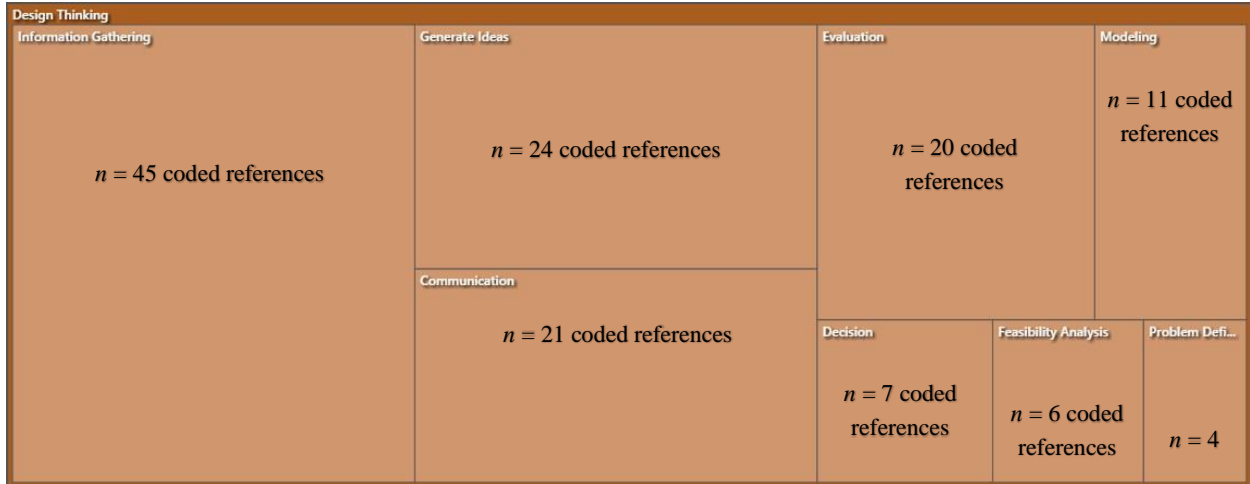 Design Thinking
Information Gathering
n = 45 coded references
Generate Ideas
n = 24 coded references
Communication
n = 21 coded references
Evaluation
n = 20 coded
references
Modeling
n = 11 coded
references
Decision
n = 7 coded
references
Feasibility Analysis
n = 6 coded
references
Problem Defi...
n = 4